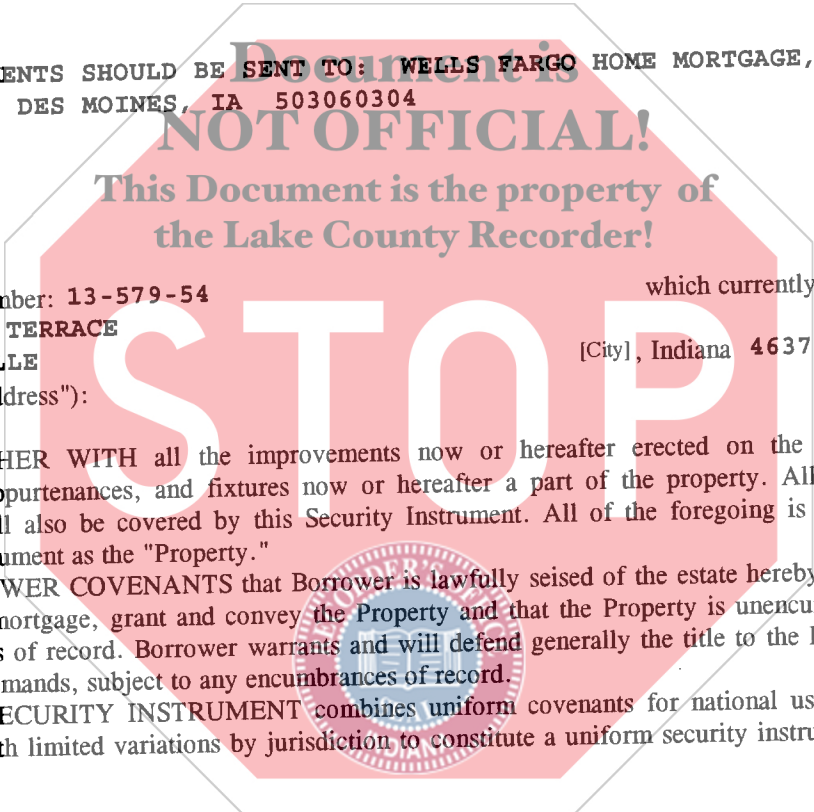 ENTS SHOULD BE SENT TO: WELLS FARGO HOME MORTGAGE,
DES MOINES, IA 503060304
Document is
NOT OFFICIAL!
This Document is the property of
the Lake County Recorder!
mber: 13-579-54 which currently
TERRACE
LLE [City], Indiana 4637
ddress"):
STOP
HER WITH all the improvements now or hereafter erected on the
ppurtenances, and fixtures now or hereafter a part of the property. All
ll also be covered by this Security Instrument. All of the foregoing is
ument as the "Property."
WER COVENANTS that Borrower is lawfully seised of the estate hereby
mortgage, grant and convey the Property and that the Property is unencu
s of record. Borrower warrants and will defend generally the title to the
mands, subject to any encumbrances of record.
ECURITY INSTRUMENT combines uniform covenants for national us
th limited variations by jurisdiction to constitute a uniform security instru